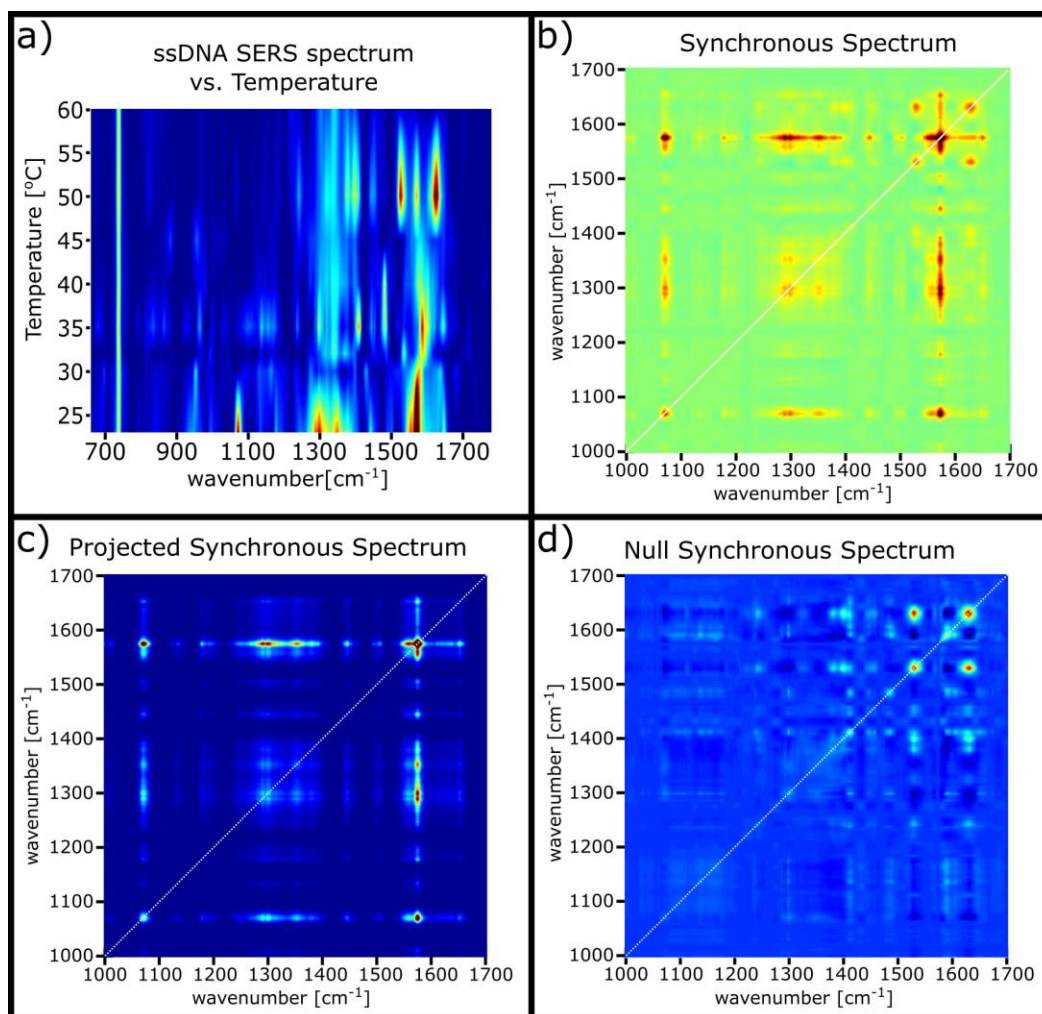 a)
ssDNA SERS spectrum
vs. Temperature
60
55
50
45
40
35
30
25
Temperature [°C]
700 900 1100 1300 1500 1700
wavenumber[cm-1]
b)
Synchronous Spectrum
1700
1600
1500
1400
1300
1200
1100
1000
wavenumber [cm-1]
1000 1100 1200 1300 1400 1500 1600 1700
wavenumber [cm-1]
c)
Projected Synchronous Spectrum
1700
1600
1500
1400
1300
1200
1100
1000
wavenumber [cm-1]
1000 1100 1200 1300 1400 1500 1600 1700
wavenumber [cm-1]
d)
Null Synchronous Spectrum
1700
1600
1500
1400
1300
1200
1100
1000
wavenumber [cm-1]
1000 1100 1200 1300 1400 1500 1600 1700
wavenumber [cm-1]